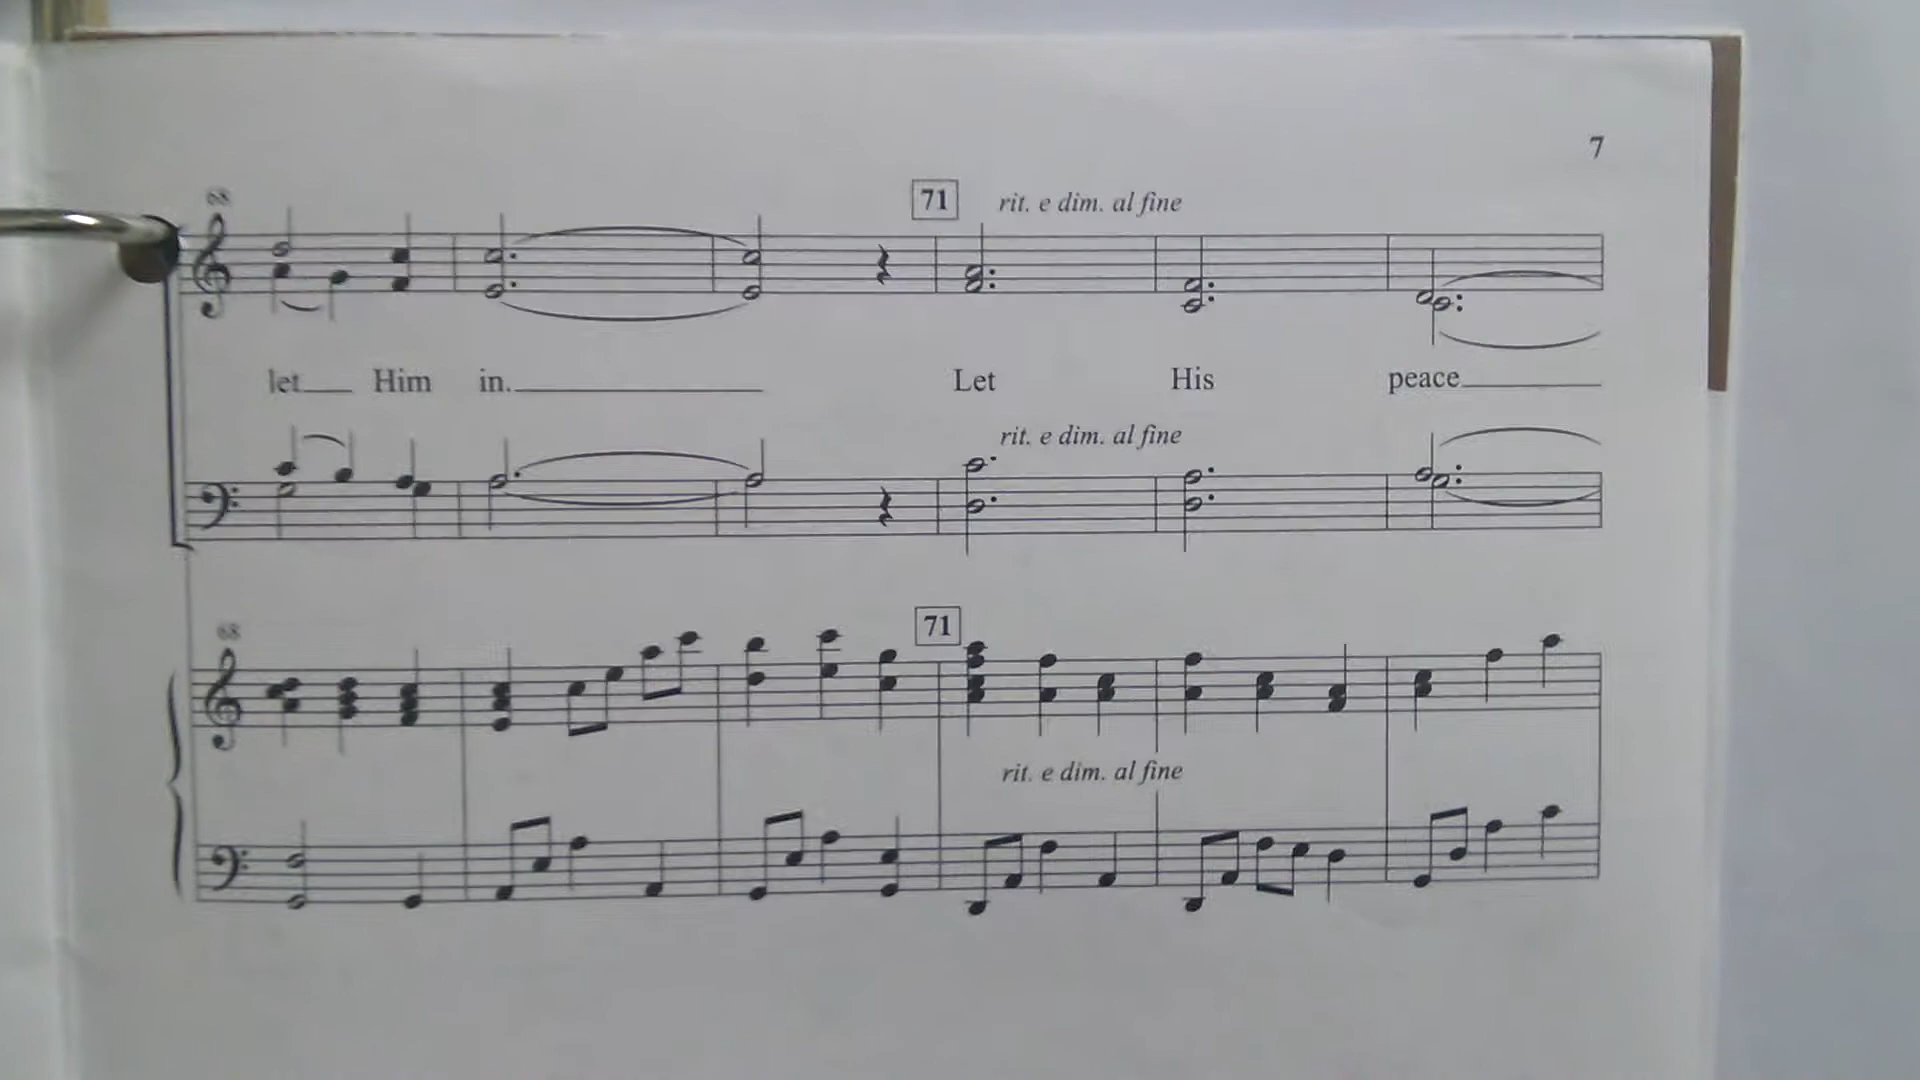 7
68
71 rit. e dim. al fine
let Him in. Let His peace
rit. e dim. al fine
68
71
rit. e dim. al fine